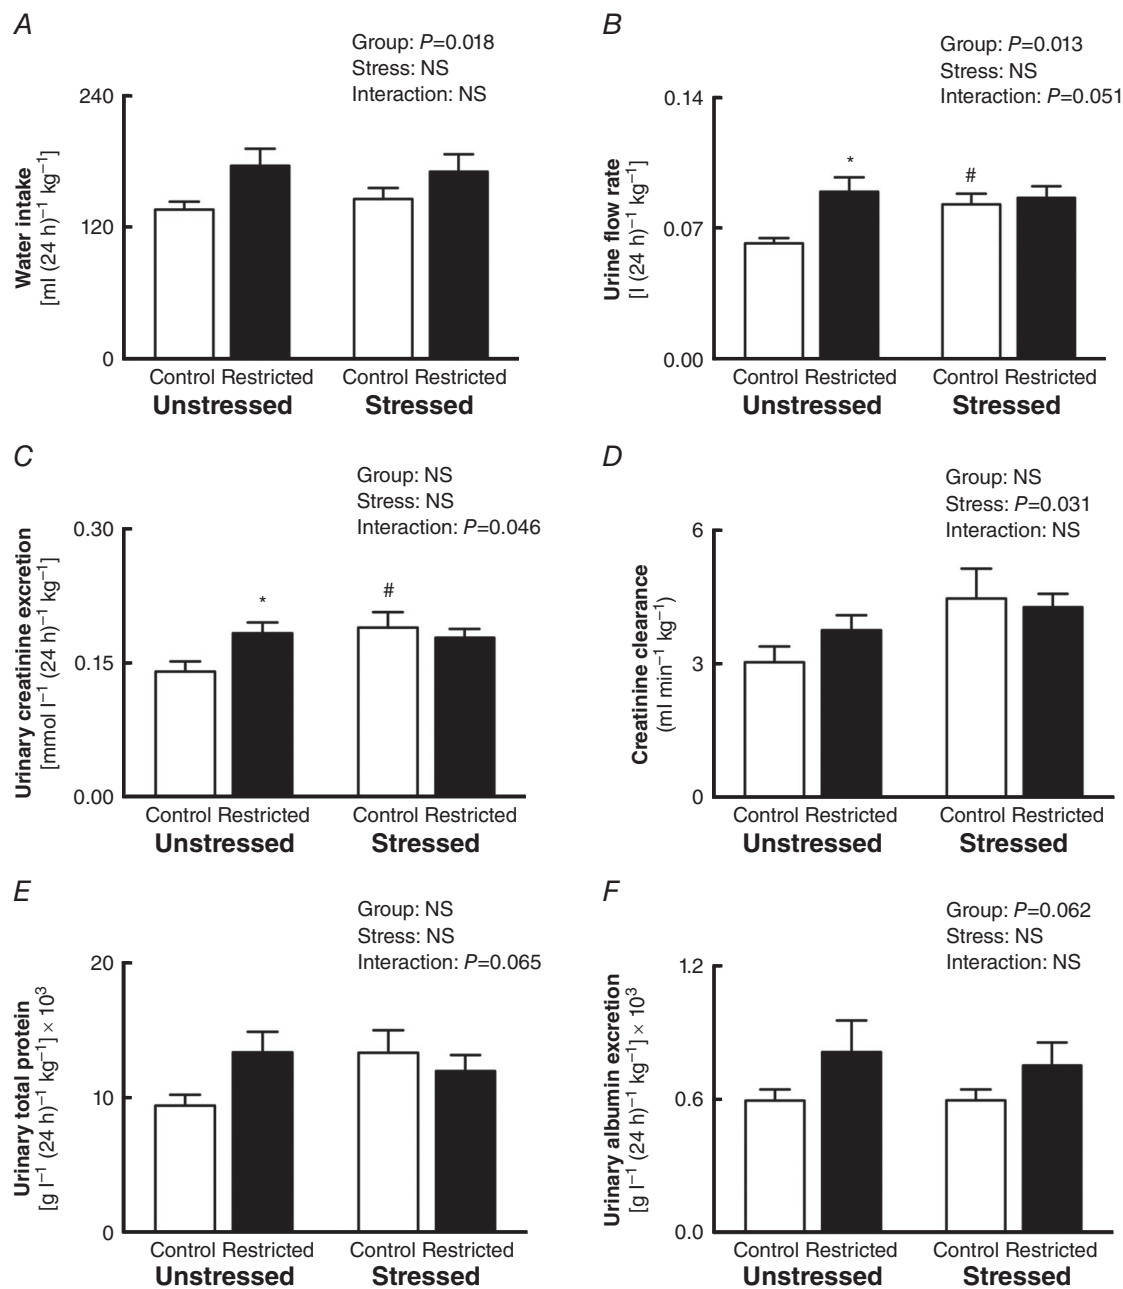 A
Group: P=0.018
Stress: NS
Interaction: NS
Water intake
[ml (24 h)⁻¹ kg⁻¹]
240
120
0
Control Restricted
Control Restricted
Unstressed
Stressed
B
Group: P=0.013
Stress: NS
Interaction: P=0.051
Urine flow rate
[l (24 h)⁻¹ kg⁻¹]
0.14
0.07
0.00
*
#
Control Restricted
Control Restricted
Unstressed
Stressed
C
Group: NS
Stress: NS
Interaction: P=0.046
Urinary creatinine excretion
[mmol l⁻¹ (24 h)⁻¹ kg⁻¹]
0.30
0.15
0.00
*
#
Control Restricted
Control Restricted
Unstressed
Stressed
D
Group: NS
Stress: P=0.031
Interaction: NS
Creatinine clearance
(ml min⁻¹ kg⁻¹)
6
3
0
Control Restricted
Control Restricted
Unstressed
Stressed
E
Group: NS
Stress: NS
Interaction: P=0.065
Urinary total protein
[g l⁻¹ (24 h)⁻¹ kg⁻¹] × 10³
20
10
0
Control Restricted
Control Restricted
Unstressed
Stressed
F
Group: P=0.062
Stress: NS
Interaction: NS
Urinary albumin excretion
[g l⁻¹ (24 h)⁻¹ kg⁻¹] × 10³
1.2
0.6
0.0
Control Restricted
Control Restricted
Unstressed
Stressed